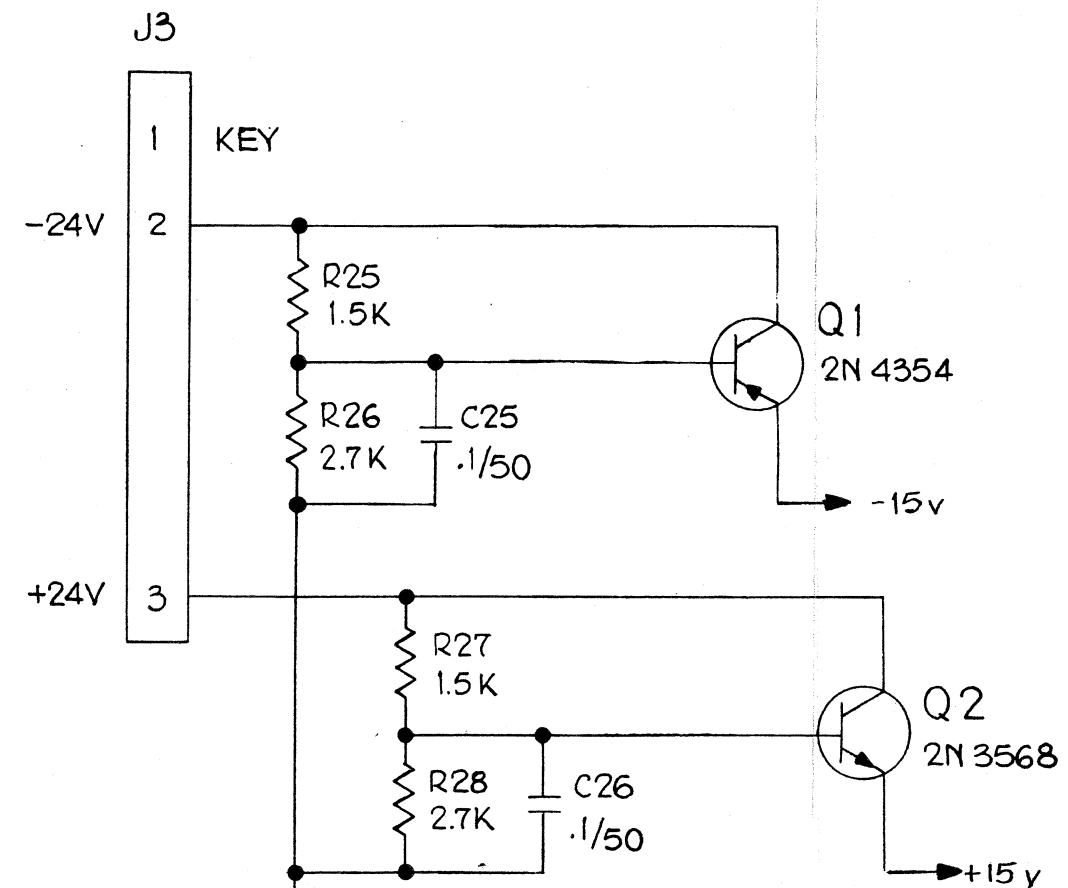 J3
1 KEY
-24V 2
R25
1.5K
Q1
2N 4354
R26
2.7K
C25
.1/50
-15v
+24V 3
R27
1.5K
Q2
2N 3568
R28
2.7K
C26
.1/50
+15v